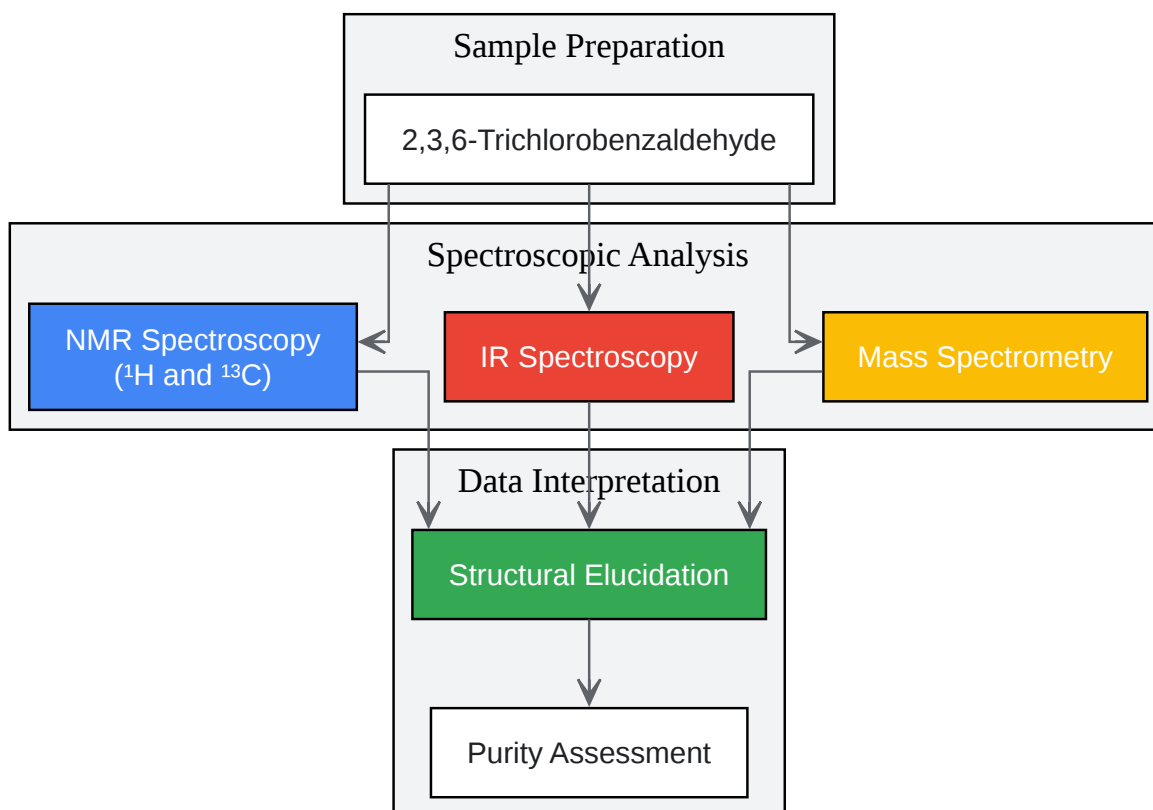 Sample Preparation
2,3,6-Trichlorobenzaldehyde
Spectroscopic Analysis
NMR Spectroscopy
(¹H and ¹³C)
IR Spectroscopy
Mass Spectrometry
Data Interpretation
Structural Elucidation
Purity Assessment